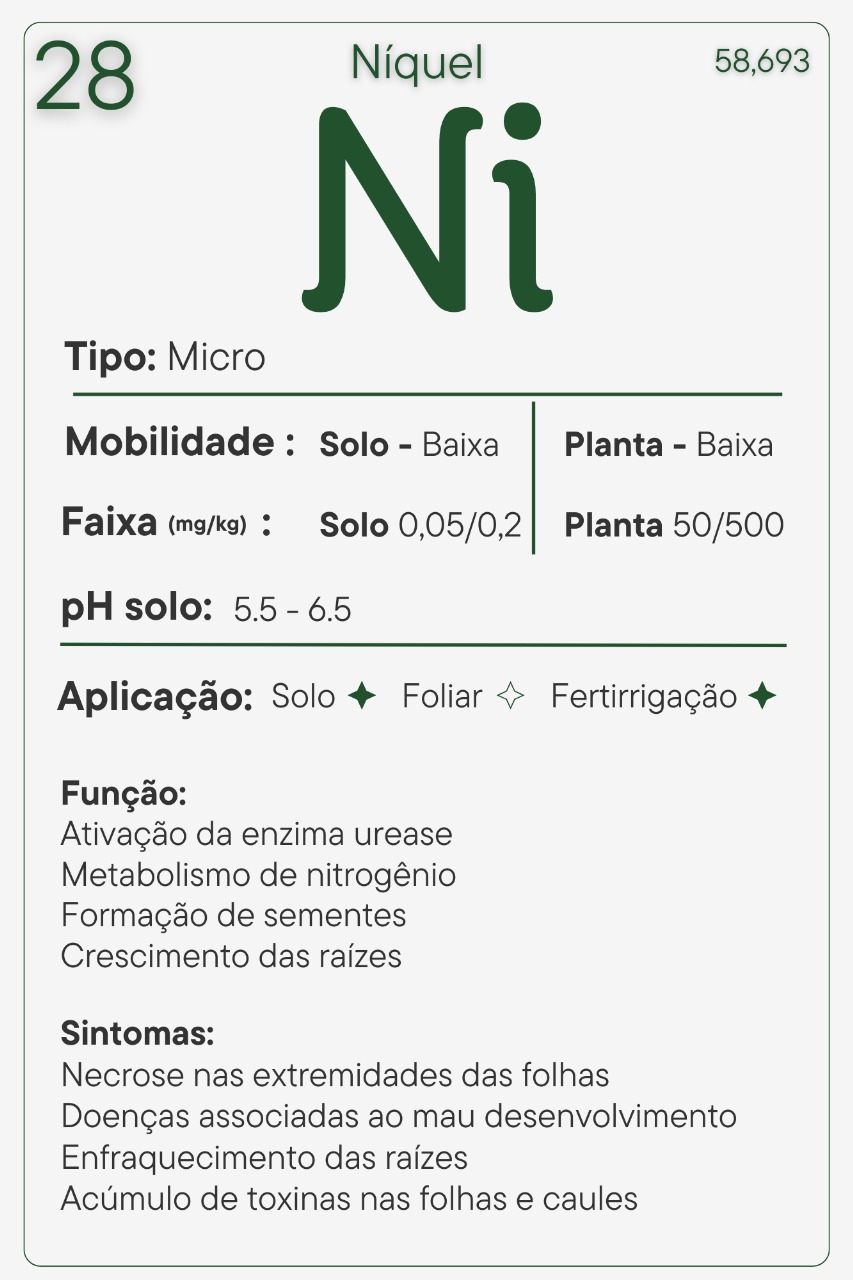 28 Níquel 58,693
Ni
Tipo: Micro
Mobilidade : Solo - Baixa Planta - Baixa
Faixa (mg/kg) : Solo 0,05/0,2 Planta 50/500
pH solo: 5.5 - 6.5
Aplicação: Solo ✦ Foliar ✧ Fertirrigação ✦
Função:
Ativação da enzima urease
Metabolismo de nitrogênio
Formação de sementes
Crescimento das raízes
Sintomas:
Necrose nas extremidades das folhas
Doenças associadas ao mau desenvolvimento
Enfraquecimento das raízes
Acúmulo de toxinas nas folhas e caules